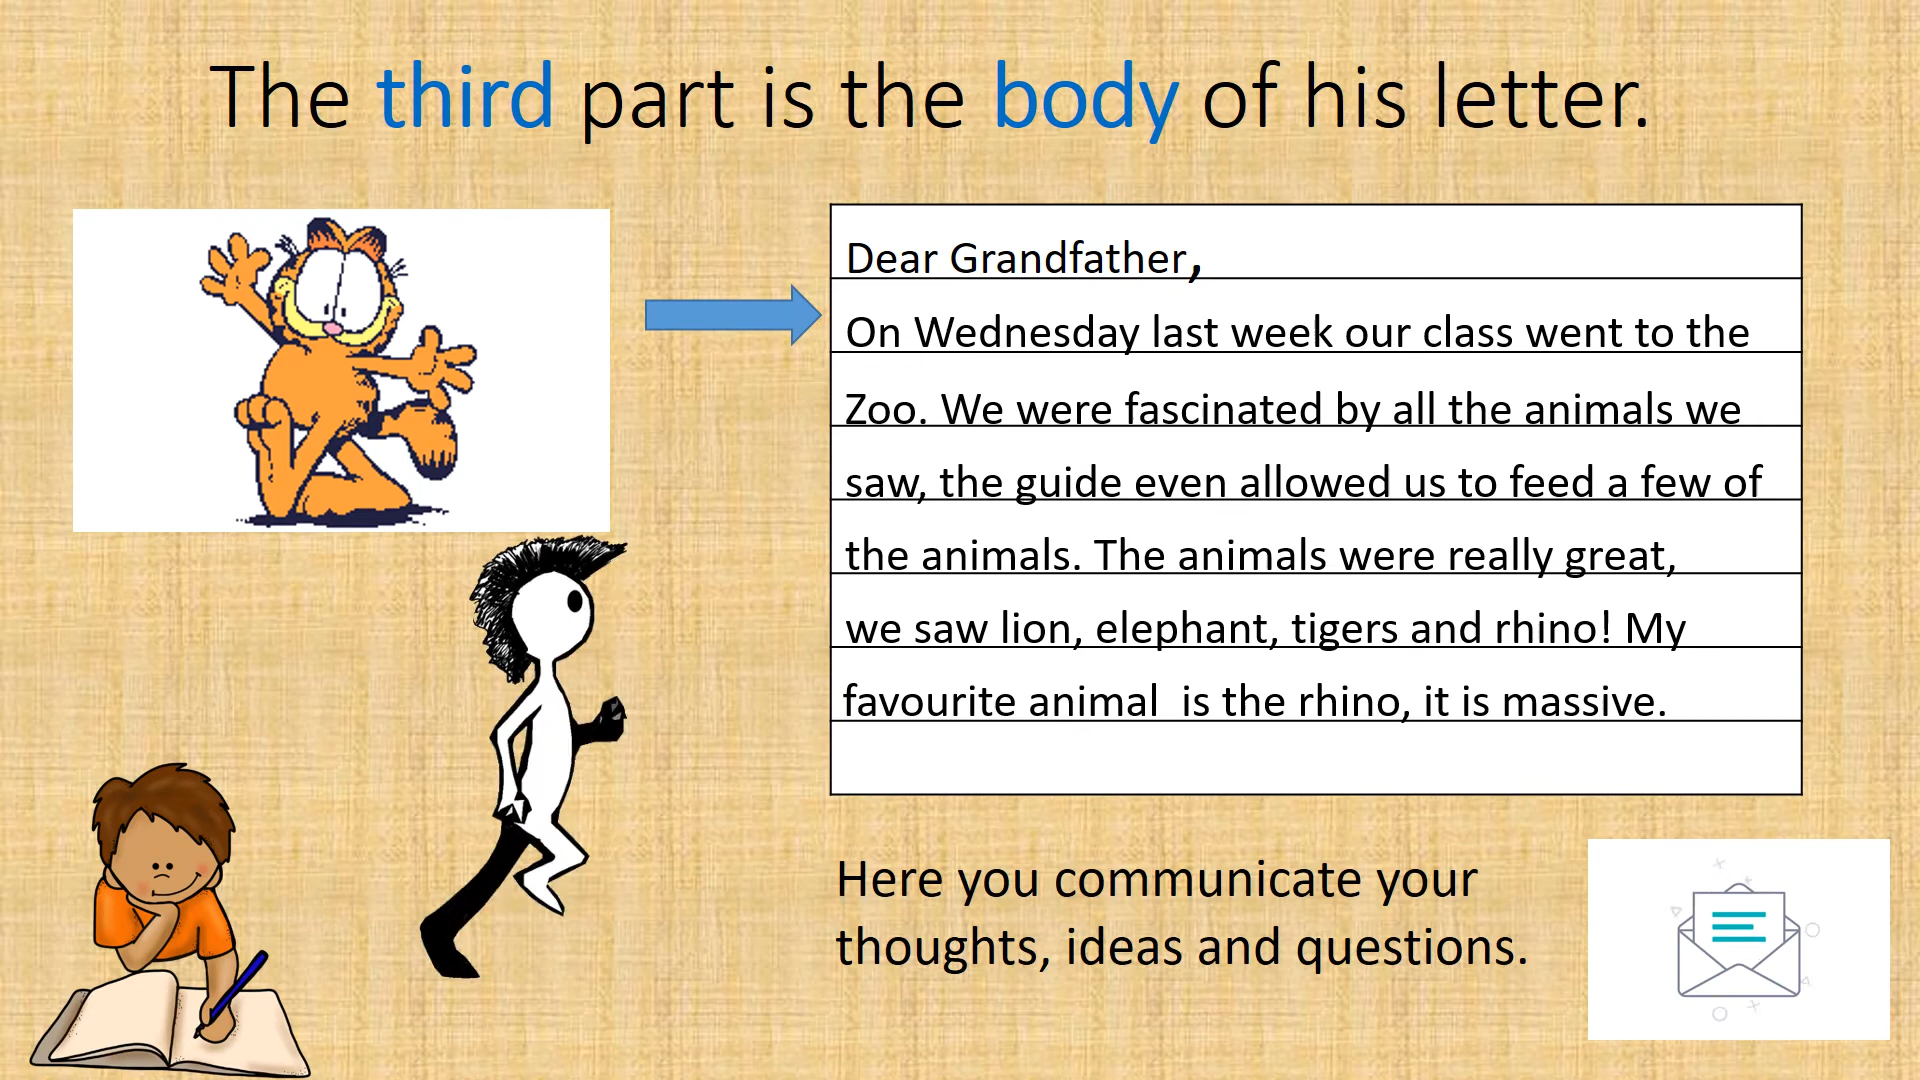 The third part is the body of his letter.
Dear Grandfather,
On Wednesday last week our class went to the
Zoo. We were fascinated by all the animals we
saw, the guide even allowed us to feed a few of
the animals. The animals were really great,
we saw lion, elephant, tigers and rhino! My
favourite animal  is the rhino, it is massive.
Here you communicate your
thoughts, ideas and questions.